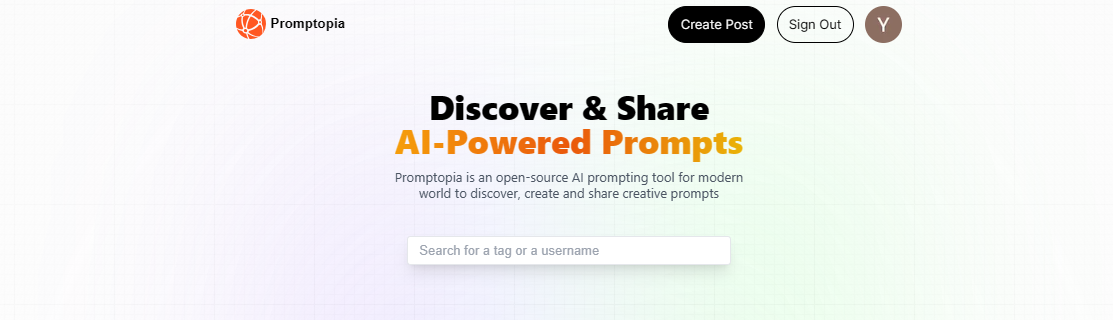 Promptopia
Create Post
Sign Out
Y
Discover & Share
AI-Powered Prompts
Promptopia is an open-source AI prompting tool for modern
world to discover, create and share creative prompts
Search for a tag or a username